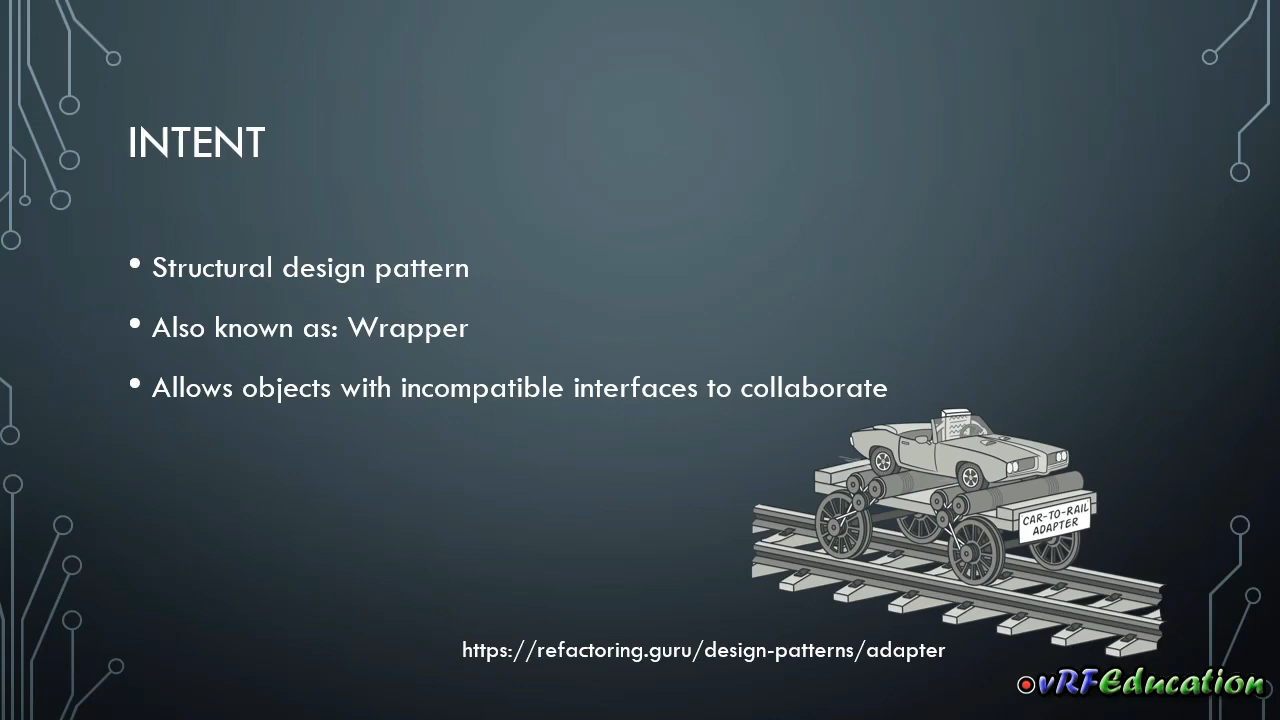 INTENT
• Structural design pattern
• Also known as: Wrapper
• Allows objects with incompatible interfaces to collaborate
CAR-TO-RAIL
ADAPTER
https://refactoring.guru/design-patterns/adapter
vRFEducation